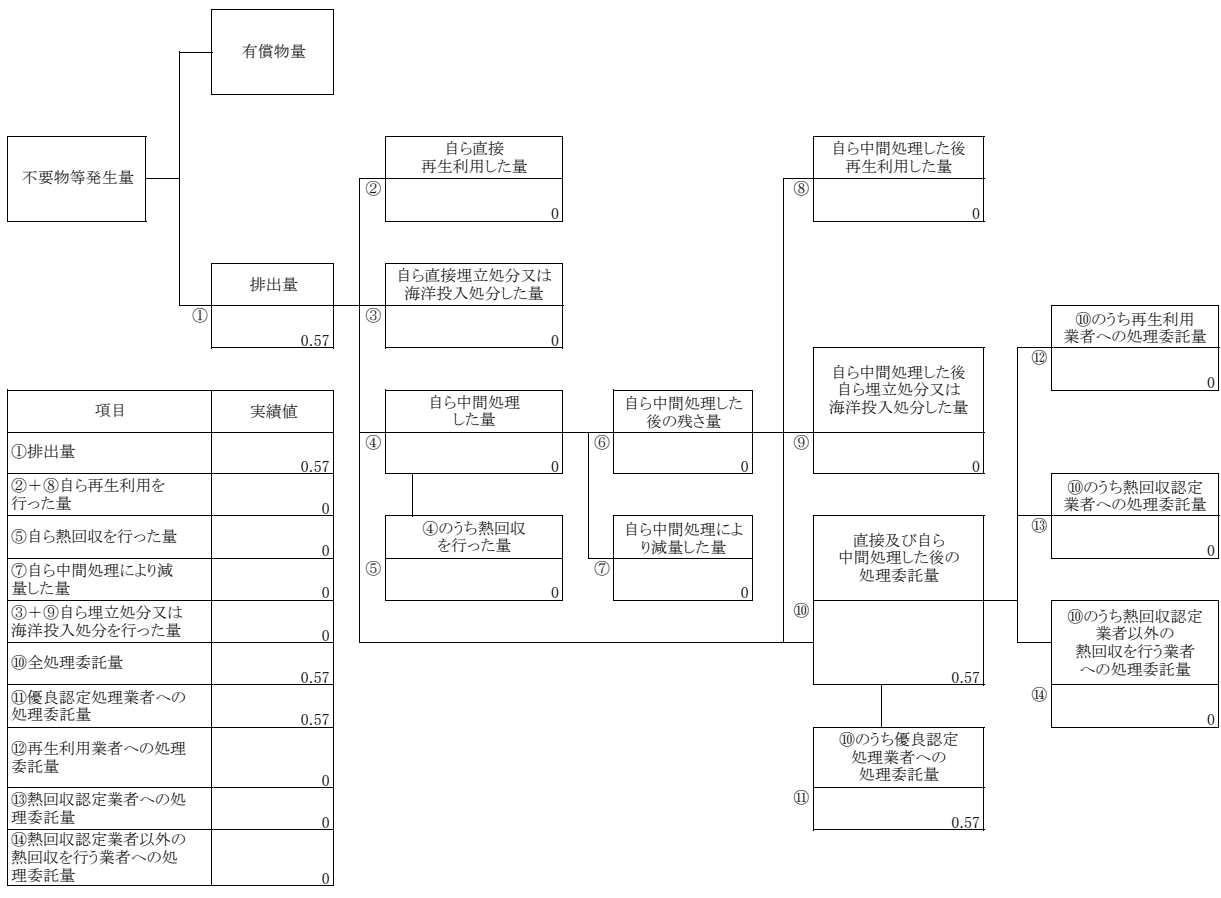 有償物量
不要物等発生量
排出量
①
0.57
自ら直接
再生利用した量
②
0
自ら直接埋立処分又は
海洋投入処分した量
③
0
自ら中間処理
した量
④
0
④のうち熱回収
を行った量
⑤
0
自ら中間処理した
後の残さ量
⑥
0
自ら中間処理によ
り減量した量
⑦
0
自ら中間処理した後
再生利用した量
⑧
0
自ら中間処理した後
自ら埋立処分又は
海洋投入処分した量
⑨
0
直接及び自ら
中間処理した後の
処理委託量
⑩
0.57
⑩のうち優良認定
処理業者への
処理委託量
⑪
0.57
⑩のうち再生利用
業者への処理委託量
⑫
0
⑩のうち熱回収認定
業者への処理委託量
⑬
0
⑩のうち熱回収認定
業者以外の
熱回収を行う業者
への処理委託量
⑭
0
項目
実績値
①排出量
0.57
②＋⑧自ら再生利用を
行った量
0
⑤自ら熱回収を行った量
0
⑦自ら中間処理により減
量した量
0
③＋⑨自ら埋立処分又は
海洋投入処分を行った量
0
⑩全処理委託量
0.57
⑪優良認定処理業者への
処理委託量
0.57
⑫再生利用業者への処理
委託量
0
⑬熱回収認定業者への処
理委託量
0
⑭熱回収認定業者以外の
熱回収を行う業者への処
理委託量
0